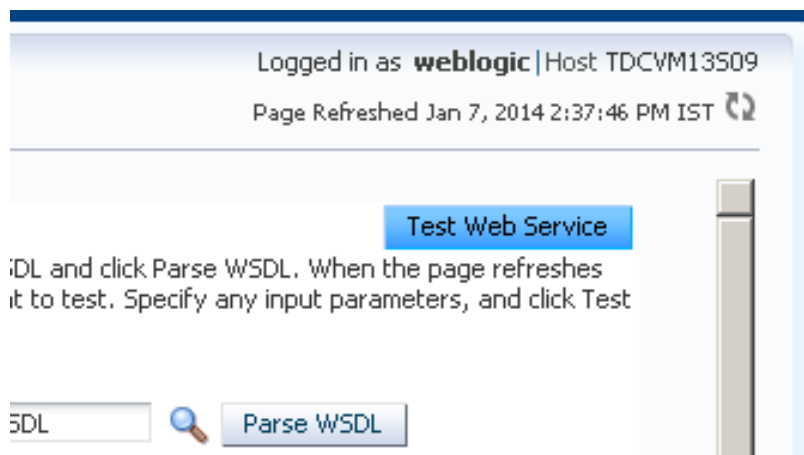 Logged in as weblogic|Host TDCVM13S09
Page Refreshed Jan 7, 2014 2:37:46 PM IST
Test Web Service
SDL and click Parse WSDL. When the page refreshes
nt to test. Specify any input parameters, and click Test
SDL
Parse WSDL